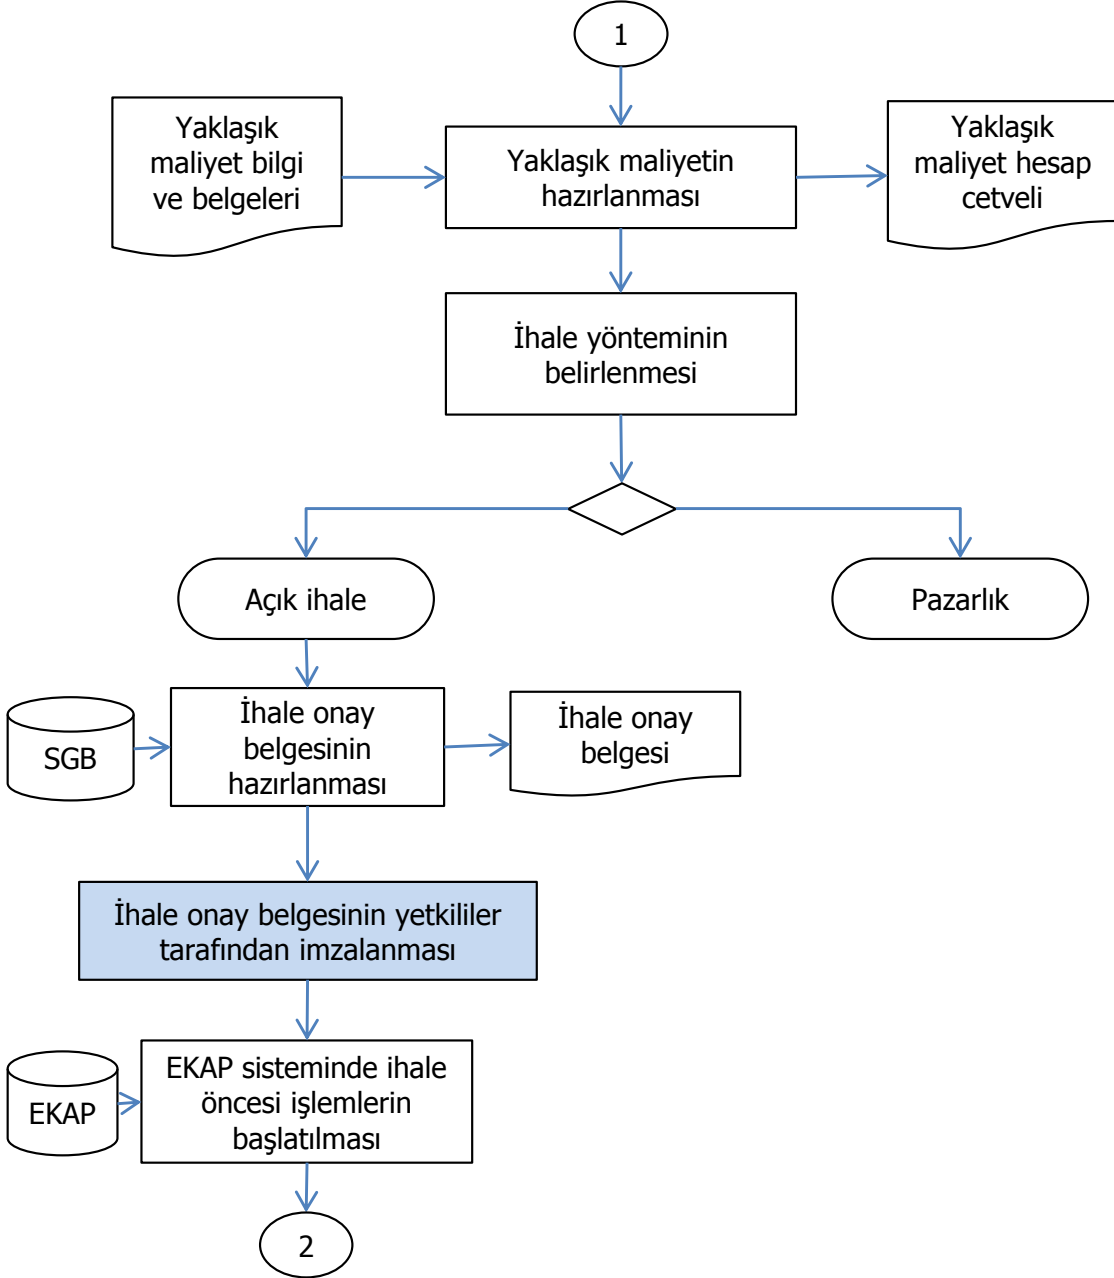 1
Yaklaşık
maliyet bilgi
ve belgeleri
Yaklaşık maliyetin
hazırlanması
Yaklaşık
maliyet hesap
cetveli
İhale yönteminin
belirlenmesi
Açık ihale
Pazarlık
SGB
İhale onay
belgesinin
hazırlanması
İhale onay
belgesi
İhale onay belgesinin yetkililer
tarafından imzalanması
EKAP
EKAP sisteminde ihale
öncesi işlemlerin
başlatılması
2